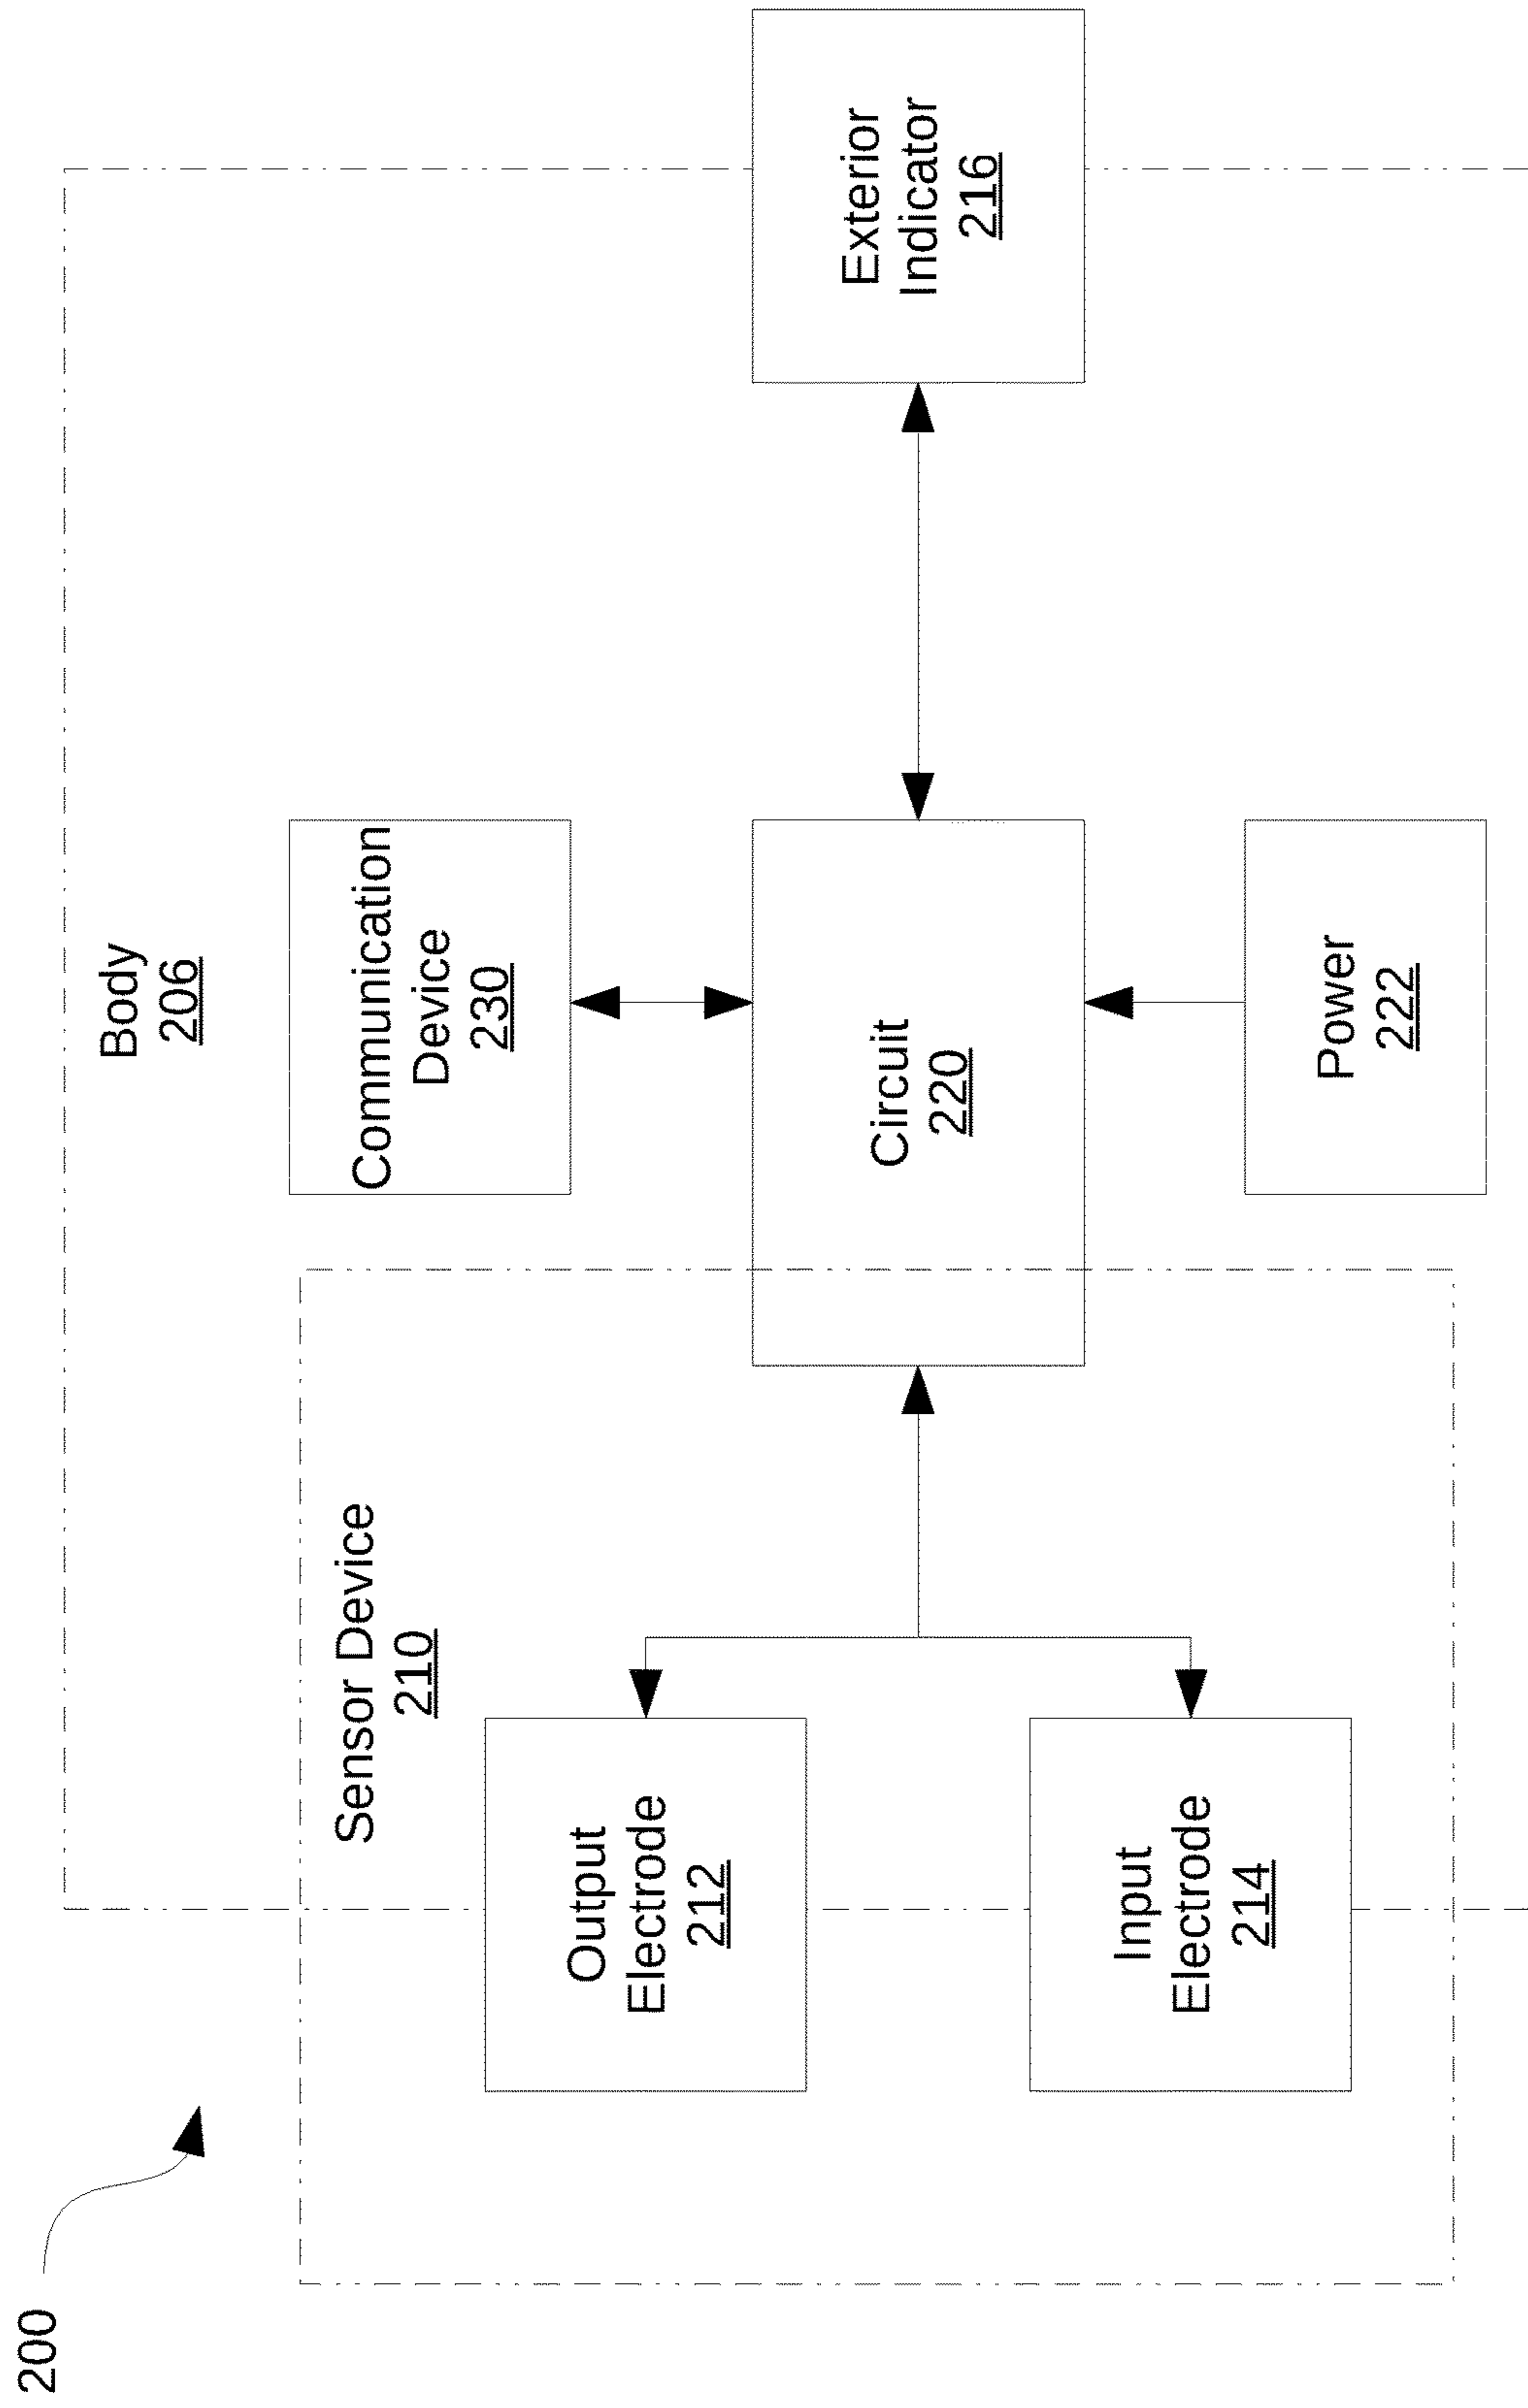 200
Body
206
Sensor Device
210
Communication
Device
230
Output
Electrode
212
Circuit
220
Exterior
Indicator
216
Input
Electrode
214
Power
222